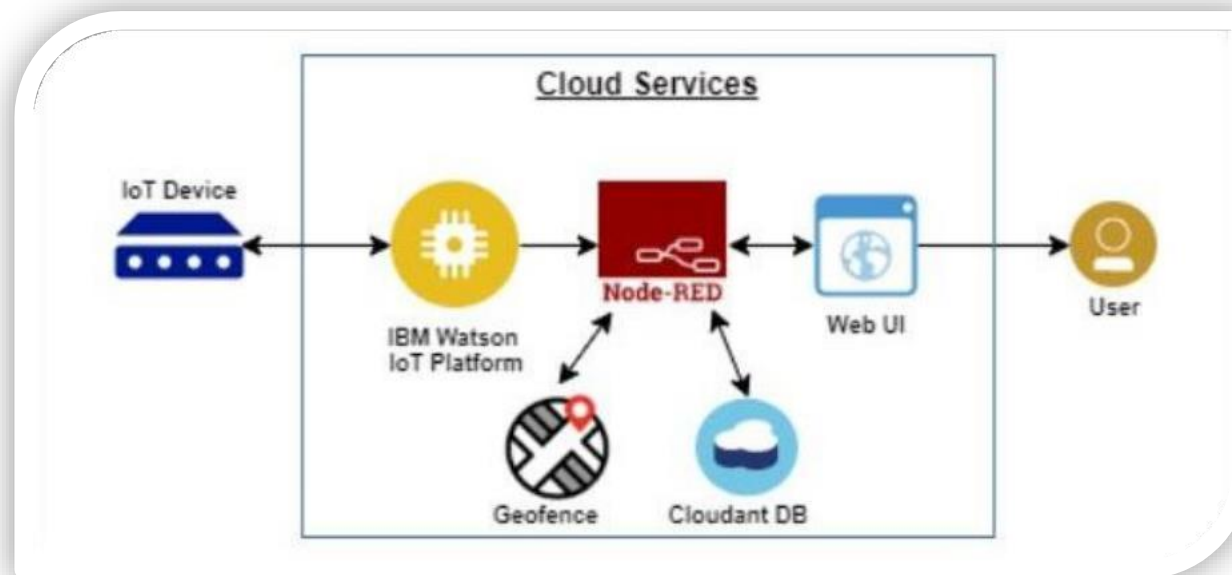 Cloud Services
IoT Device
Node-RED
IBM Watson
IoT Platform
Web UI
User
Geofence
Cloudant DB